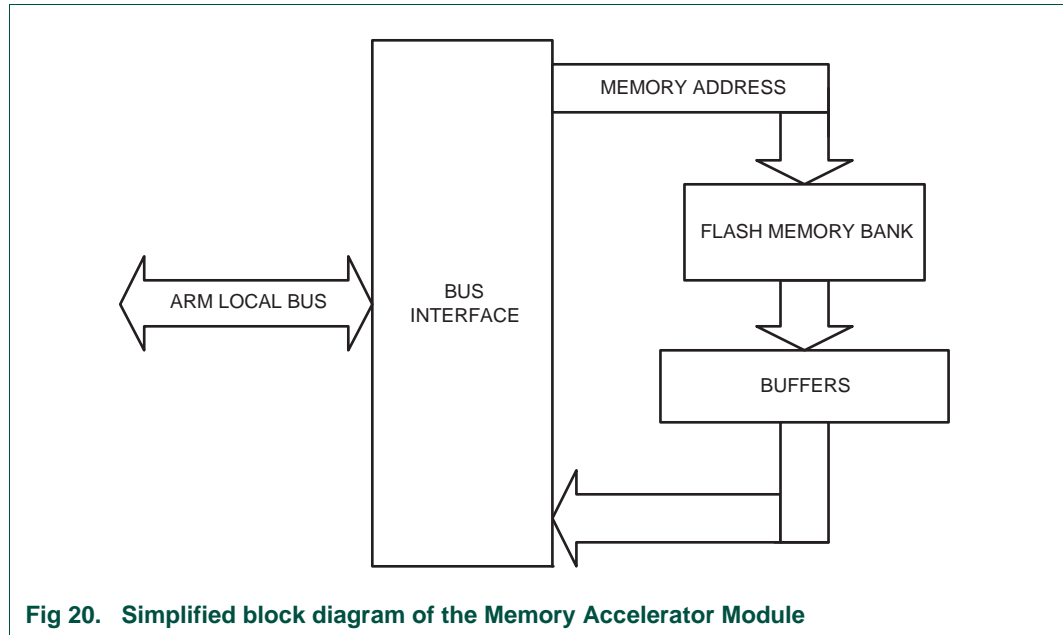 MEMORY ADDRESS
FLASH MEMORY BANK
ARM LOCAL BUS
BUS
INTERFACE
BUFFERS
Fig 20. Simplified block diagram of the Memory Accelerator Module